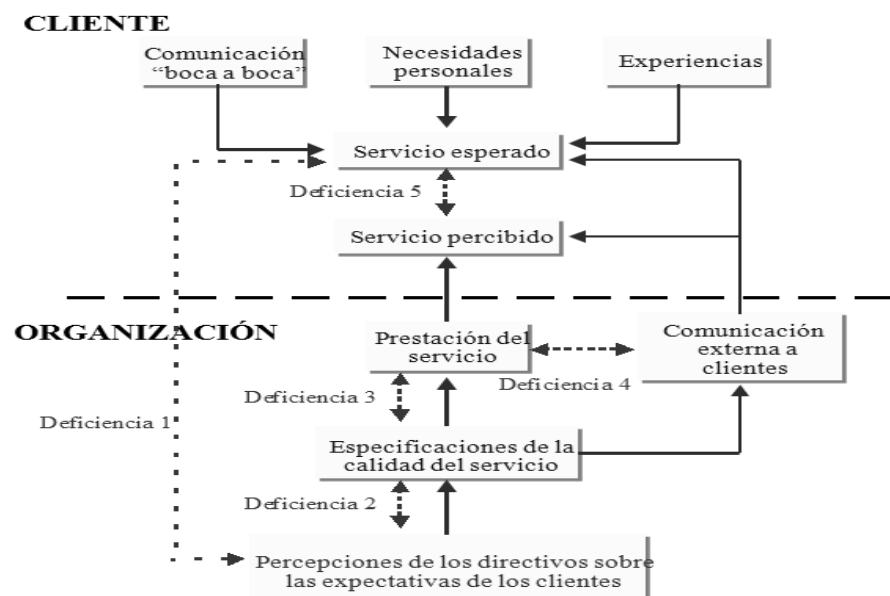 CLIENTE
Comunicación
“boca a boca”
Necesidades
personales
Experiencias
Servicio esperado
Deficiencia 5
Servicio percibido
ORGANIZACIÓN
Prestación del
servicio
Comunicación
externa a
clientes
Deficiencia 4
Deficiencia 3
Deficiencia 1
Especificaciones de la
calidad del servicio
Deficiencia 2
Percepciones de los directivos sobre
las expectativas de los clientes